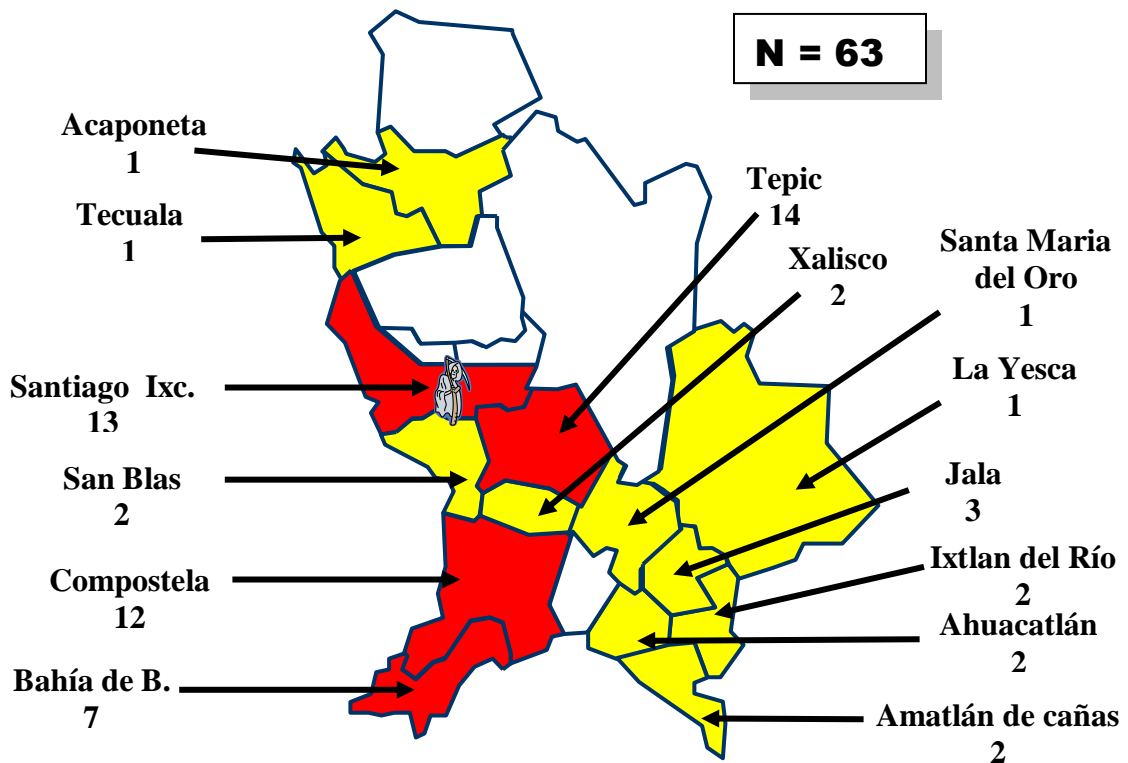 N = 63
Acaponeta
1
Tecuala
1
Tepic
14
Xalisco
2
Santa Maria
del Oro
1
La Yesca
1
Santiago Ixc.
13
San Blas
2
Jala
3
Compostela
12
Ixtlan del Río
2
Ahuacatlán
2
Bahía de B.
7
Amatlán de cañas
2